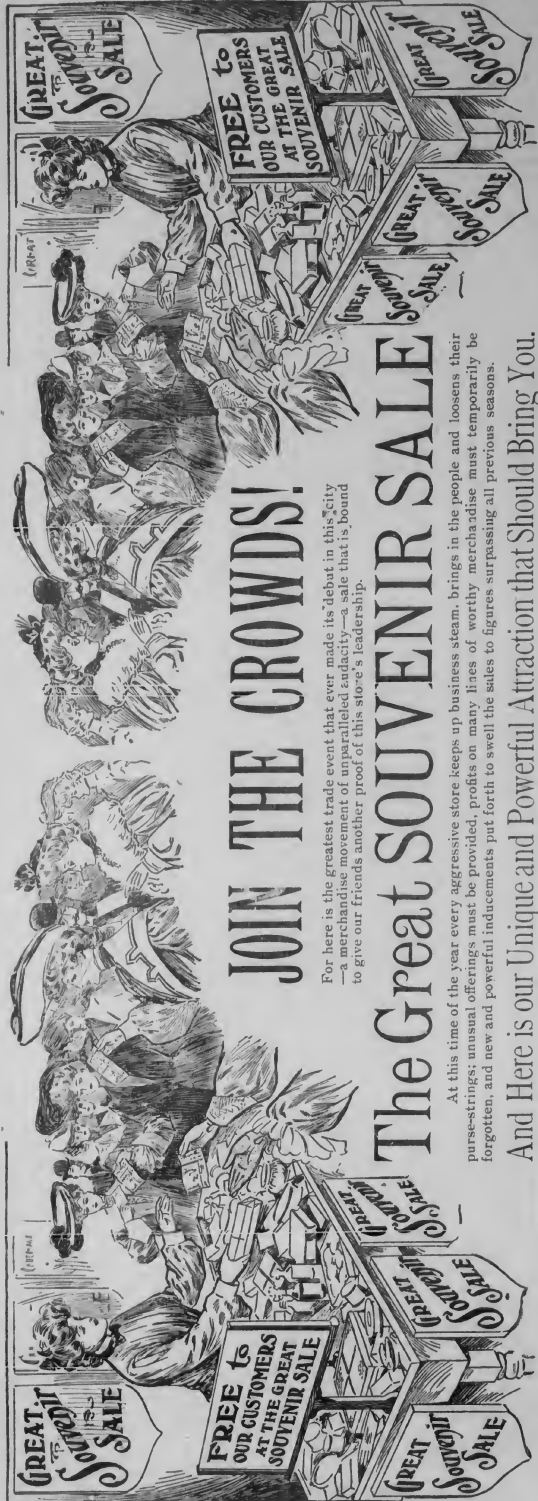 GREAT
Souvenir
SALE
FREE to
OUR CUSTOMERS
AT THE GREAT
SOUVENIR SALE
GREAT
Souvenir
SALE
GREAT
Souvenir
SALE
GREAT
COUPON
SALE
JOIN THE CROWDS!
For here is the greatest trade event that ever made its debut in this city
—a merchandise movement of unparalleled audacity—a sale that is bound
to give our friends another proof of this store's leadership.
The Great SOUVENIR SALE
At this time of the year every aggressive store keeps up business steam, brings in the people and loosens their
purse-strings; unusual offerings must be provided, profits on many lines of worthy merchandise must temporarily be
forgotten, and new and powerful inducements put forth to swell the sales to figures surpassing all previous seasons.
And Here is our Unique and Powerful Attraction that Should Bring You.
GREAT
GREAT
Souvenir
SALE
FREE to
OUR CUSTOMERS
AT THE GREAT
SOUVENIR SALE
GREAT
Souvenir
SALE
GREAT
Souvenir
SALE
GREAT
Souvenir
SALE